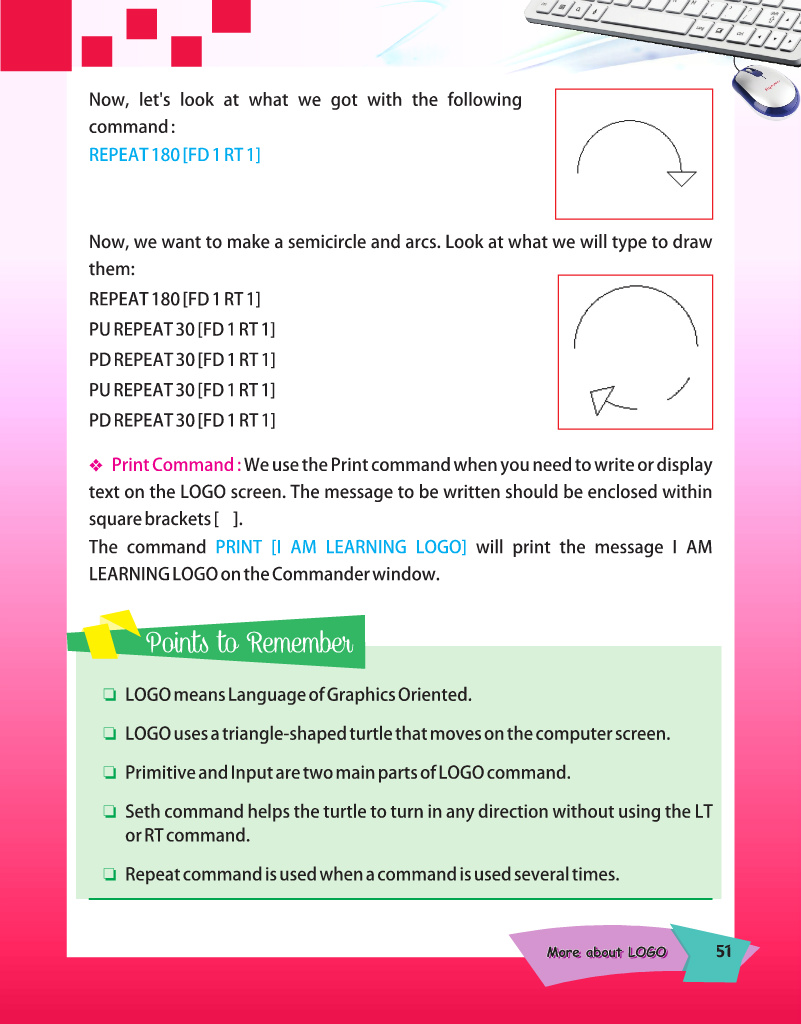 Now, let's look at what we got with the following
command :
REPEAT 180 [FD 1 RT 1]
Now, we want to make a semicircle and arcs. Look at what we will type to draw
them:
REPEAT 180 [FD 1 RT 1]
PU REPEAT 30 [FD 1 RT 1]
PD REPEAT 30 [FD 1 RT 1]
PU REPEAT 30 [FD 1 RT 1]
PD REPEAT 30 [FD 1 RT 1]
❖ Print Command : We use the Print command when you need to write or display
text on the LOGO screen. The message to be written should be enclosed within
square brackets [ ].
The command PRINT [I AM LEARNING LOGO] will print the message I AM
LEARNING LOGO on the Commander window.
Points to Remember
❏ LOGO means Language of Graphics Oriented.
❏ LOGO uses a triangle-shaped turtle that moves on the computer screen.
❏ Primitive and Input are two main parts of LOGO command.
❏ Seth command helps the turtle to turn in any direction without using the LT
or RT command.
❏ Repeat command is used when a command is used several times.
More about LOGO 51